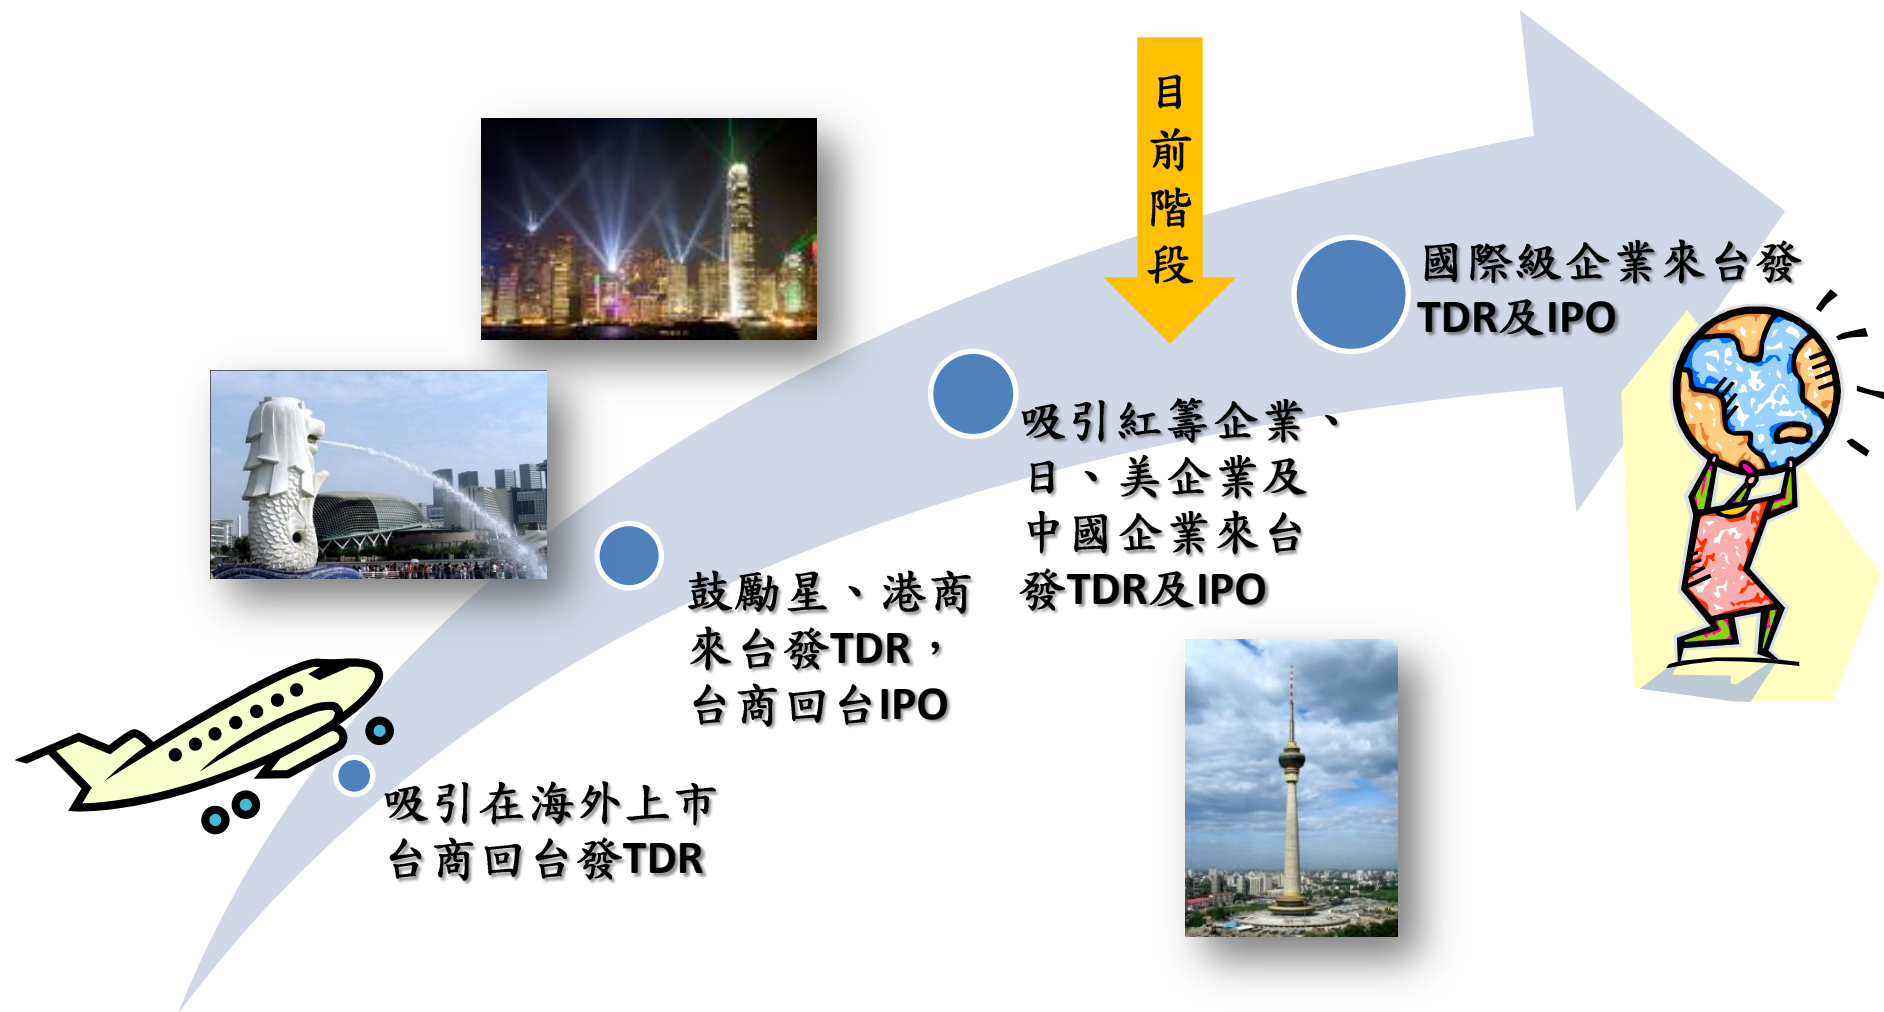 目
前
階
段
國際級企業來台發
TDR及IPO
吸引紅籌企業、
日、美企業及
中國企業來台
發TDR及IPO
鼓勵星、港商
來台發TDR，
台商回台IPO
吸引在海外上市
台商回台發TDR